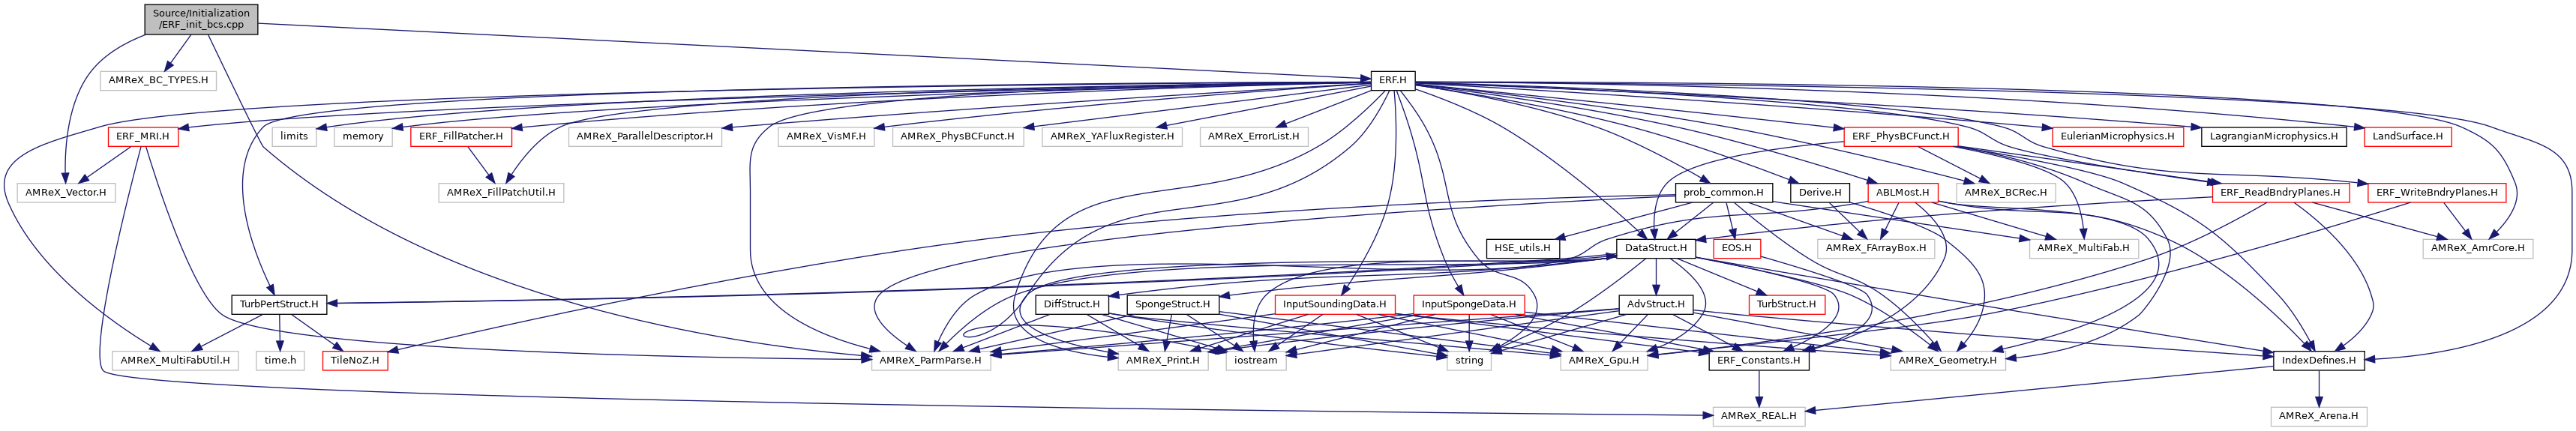 Source/Initialization
/ERF_init_bcs.cpp
AMReX_BC_TYPES.H
ERF.H
ERF_MRI.H
limits
memory
ERF_FillPatcher.H
AMReX_ParallelDescriptor.H
AMReX_VisMF.H
AMReX_PhysBCFunct.H
AMReX_YAFluxRegister.H
AMReX_ErrorList.H
ERF_PhysBCFunct.H
EulerianMicrophysics.H
LagrangianMicrophysics.H
LandSurface.H
AMReX_Vector.H
AMReX_FillPatchUtil.H
prob_common.H
Derive.H
ABLMost.H
AMReX_BCRec.H
ERF_ReadBndryPlanes.H
ERF_WriteBndryPlanes.H
HSE_utils.H
DataStruct.H
EOS.H
AMReX_FArrayBox.H
AMReX_MultiFab.H
AMReX_AmrCore.H
TurbPertStruct.H
DiffStruct.H
SpongeStruct.H
InputSoundingData.H
InputSpongeData.H
AdvStruct.H
TurbStruct.H
AMReX_MultiFabUtil.H
time.h
TileNoZ.H
AMReX_ParmParse.H
AMReX_Print.H
iostream
string
AMReX_Gpu.H
ERF_Constants.H
AMReX_Geometry.H
IndexDefines.H
AMReX_REAL.H
AMReX_Arena.H